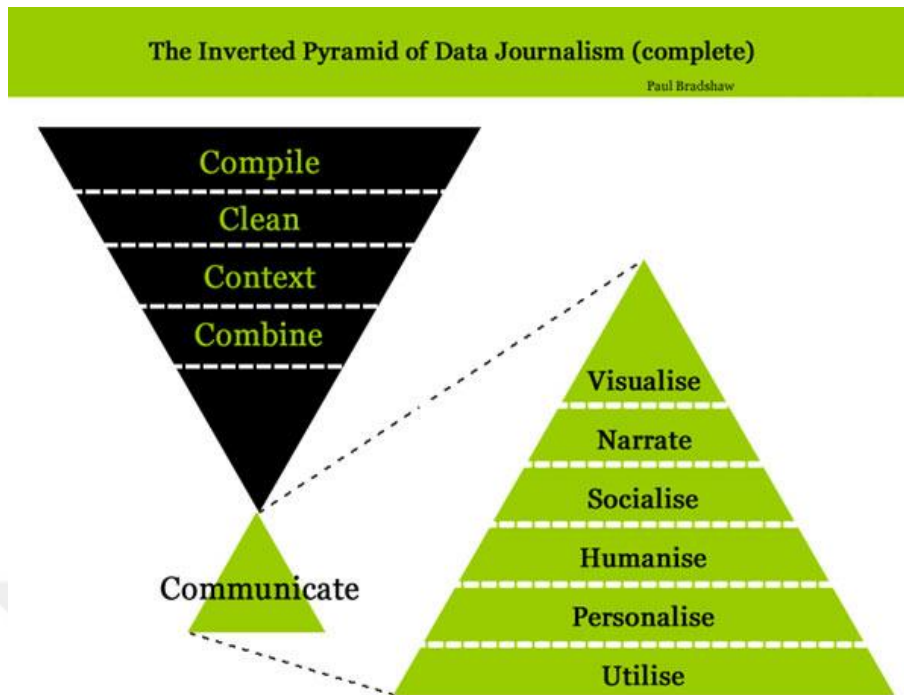 The Inverted Pyramid of Data Journalism (complete)
Paul Bradshaw
Compile
Clean
Context
Combine
Communicate
Visualise
Narrate
Socialise
Humanise
Personalise
Utilise